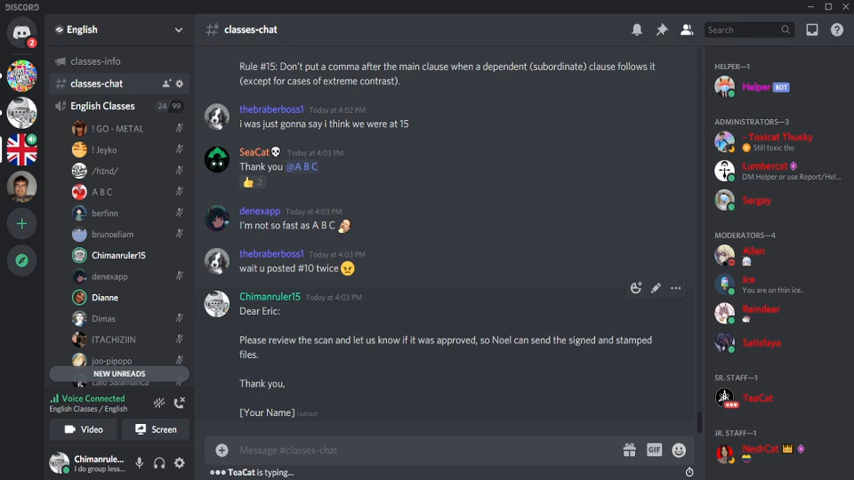 DISCORD
English
classes-chat
Search
2
classes-info
classes-chat
English Classes
24 99
! GO - METAL
! Jeyko
/htnd/
A B C
berfinn
brunoeliam
Chimanruler15
denexapp
Dianne
Dimas
ITACHIZIIN
joo-pipopo
Laki Salamanca
NEW UNREADS
Voice Connected
English Classes / English
Video
Screen
Chimanrule...
I do group less...
Rule #15: Don't put a comma after the main clause when a dependent (subordinate) clause follows it
(except for cases of extreme contrast).
thebraberboss1 Today at 4:02 PM
i was just gonna say i think we were at 15
SeaCat Today at 4:03 PM
Thank you @A B C
2
denexapp Today at 4:03 PM
I'm not so fast as A B C
thebraberboss1 Today at 4:03 PM
wait u posted #10 twice
Chimanruler15 Today at 4:03 PM
Dear Eric:
Please review the scan and let us know if it was approved, so Noel can send the signed and stamped
files.
Thank you,
[Your Name] (edited)
Message #classes-chat
GIF
TeaCat is typing...
HELPER—1
Helper BOT
ADMINISTRATORS—3
Toxicat Thusky
Still toxic tho
Lumbercat
DM Helper or use Report/Hel...
Sergey
MODERATORS—4
Allen
Ice
You are on thin ice..
Reindeer
Satisfaya
SR. STAFF—1
TeaCat
JR. STAFF—1
NeshCat